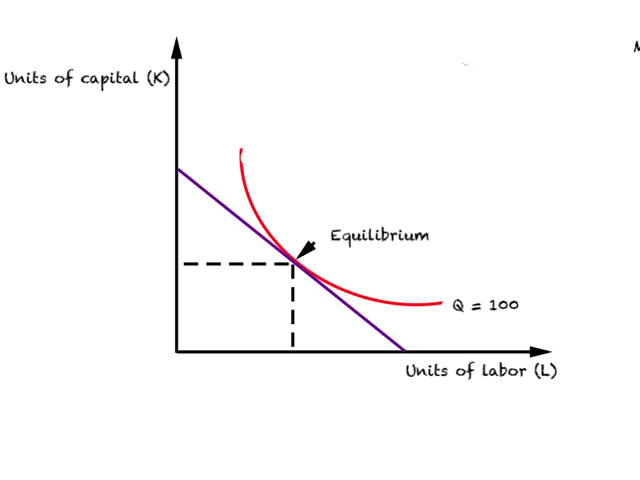 Units of capital (K)
Equilibrium
Q = 100
Units of labor (L)